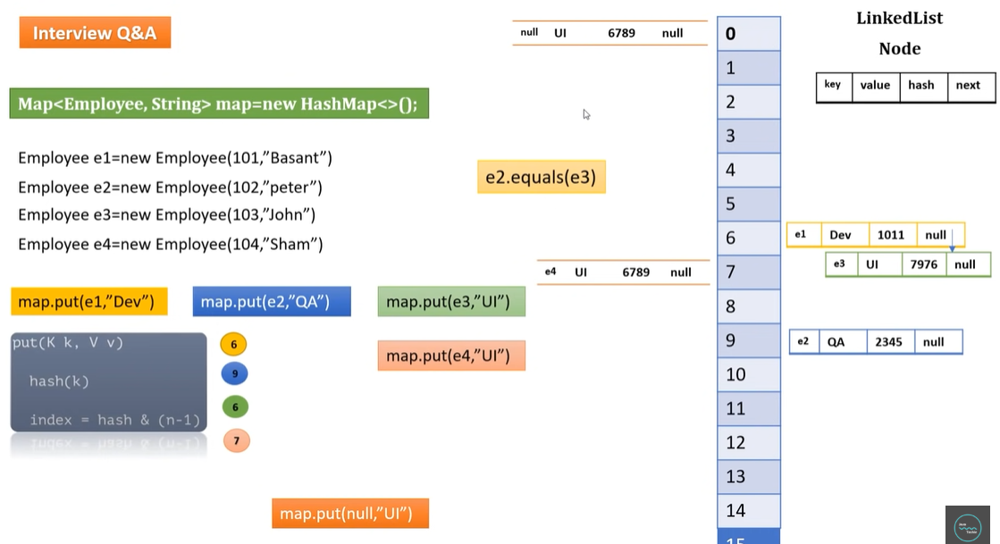 Interview Q&A
null UI 6789 null
LinkedList
Node
key value hash next
Map<Employee, String> map=new HashMap<>();
Employee e1=new Employee(101,”Basant”)
Employee e2=new Employee(102,”peter”)
Employee e3=new Employee(103,”John”)
Employee e4=new Employee(104,”Sham”)
e2.equals(e3)
e4 UI 6789 null
map.put(e1,”Dev”)
map.put(e2,”QA”)
map.put(e3,”UI”)
map.put(e4,”UI”)
put(K k, V v)
hash(k)
index = hash & (n-1)
6
9
6
7
map.put(null,”UI”)
0
1
2
3
4
5
6
7
8
9
10
11
12
13
14
15
e1 Dev 1011 null
e3 UI 7976 null
e2 QA 2345 null